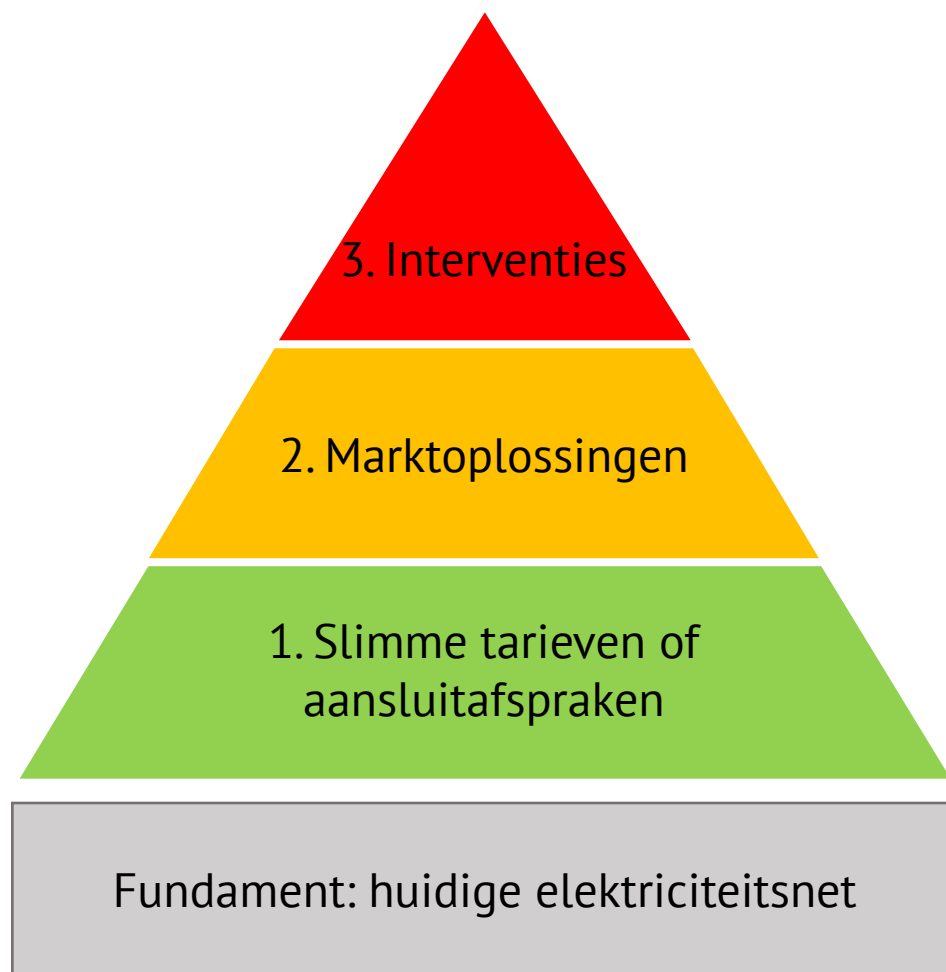 3. Interventies
2. Marktoplossingen
1. Slimme tarieven of
aansluitafspraken
Fundament: huidige elektriciteitsnet